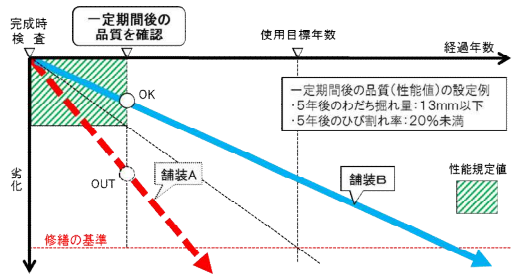 完成時
検 査
一定期間後の
品質を確認
使用目標年数
経過年数
OK
一定期間後の品質(性能値)の設定例
・5年後のわだち掘れ量:13mm以下
・5年後のひび割れ率:20%未満
劣化
OUT
舗装A
舗装B
性能規定値
修繕の基準